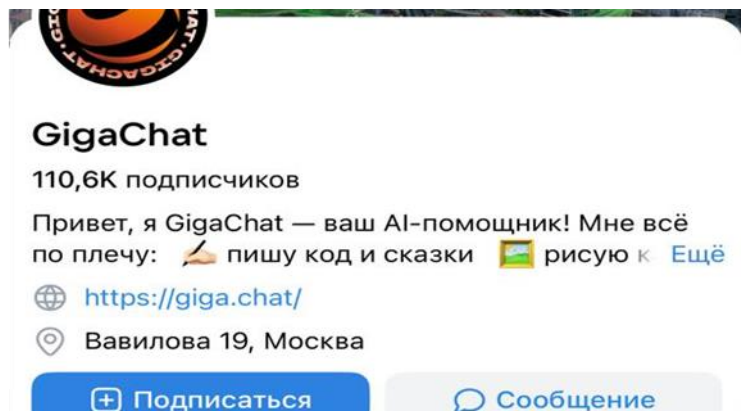 GIGACHAT
GigaChat
110,6K подписчиков
Привет, я GigaChat — ваш AI-помощник! Мне всё
по плечу: ✍🏻 пишу код и сказки 🖼️ рисую к Ещё
https://giga.chat/
Вавилова 19, Москва
Подписаться
Сообщение